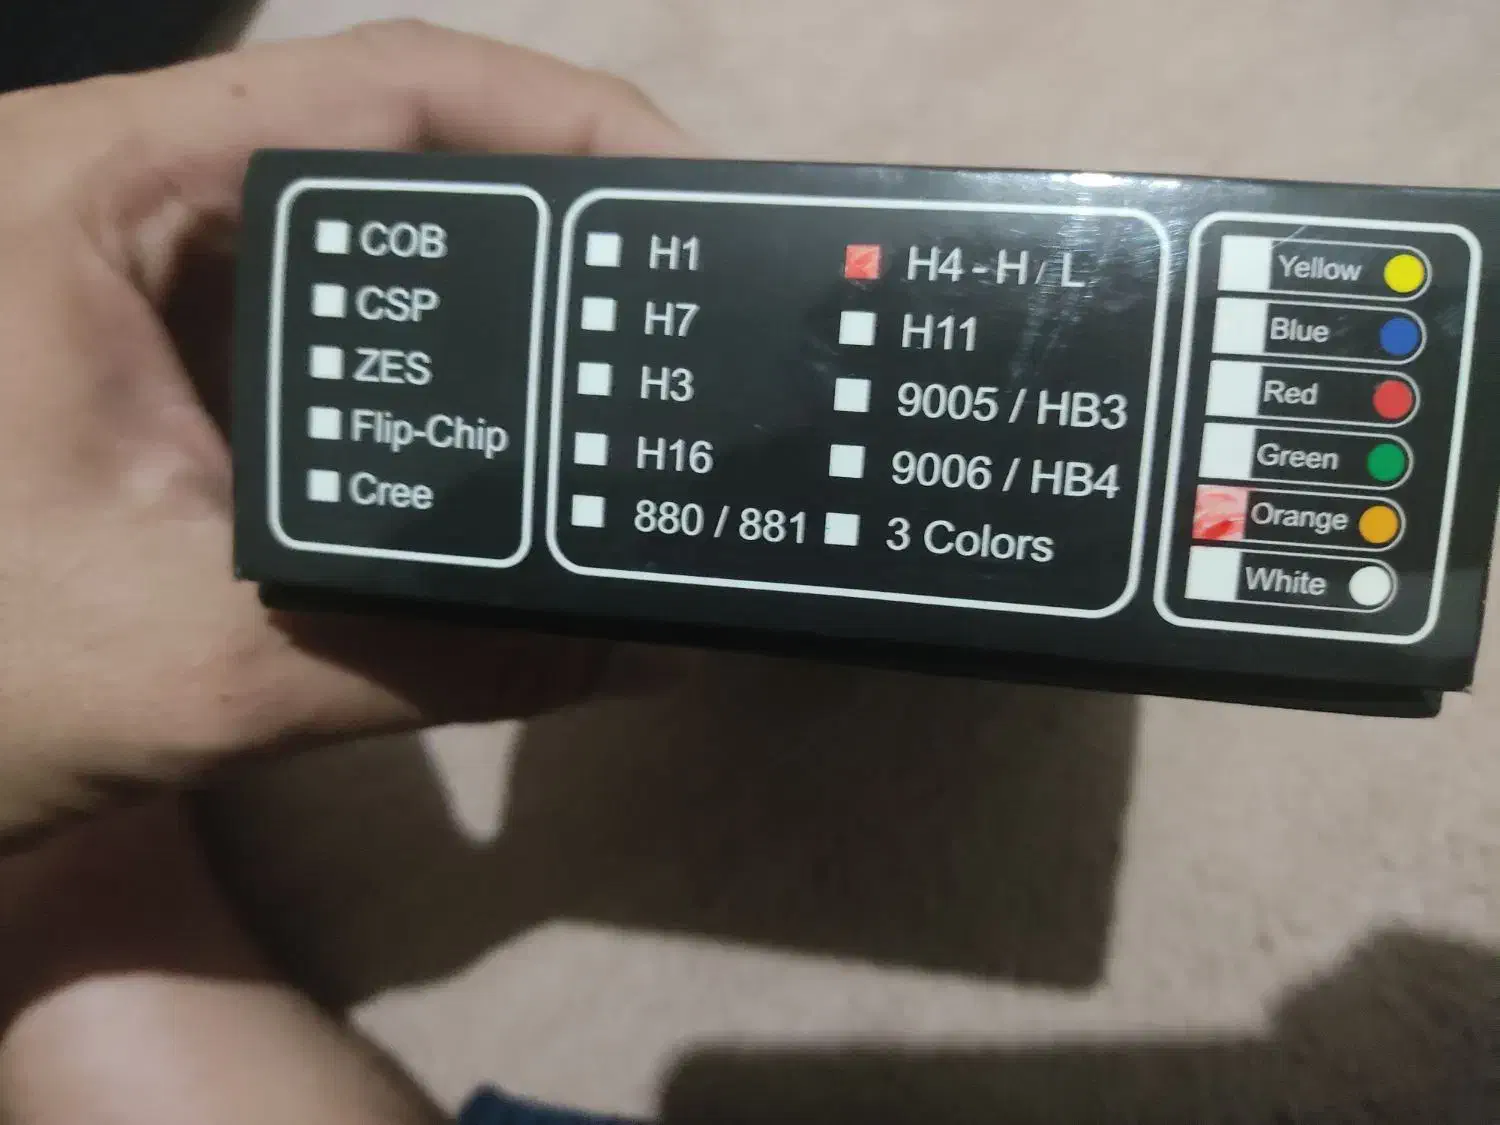 COB
CSP
ZES
Flip-Chip
Cree
H1
H7
H3
H16
880 / 881
H4 - H / L
H11
9005 / HB3
9006 / HB4
3 Colors
Yellow
Blue
Red
Green
Orange
White